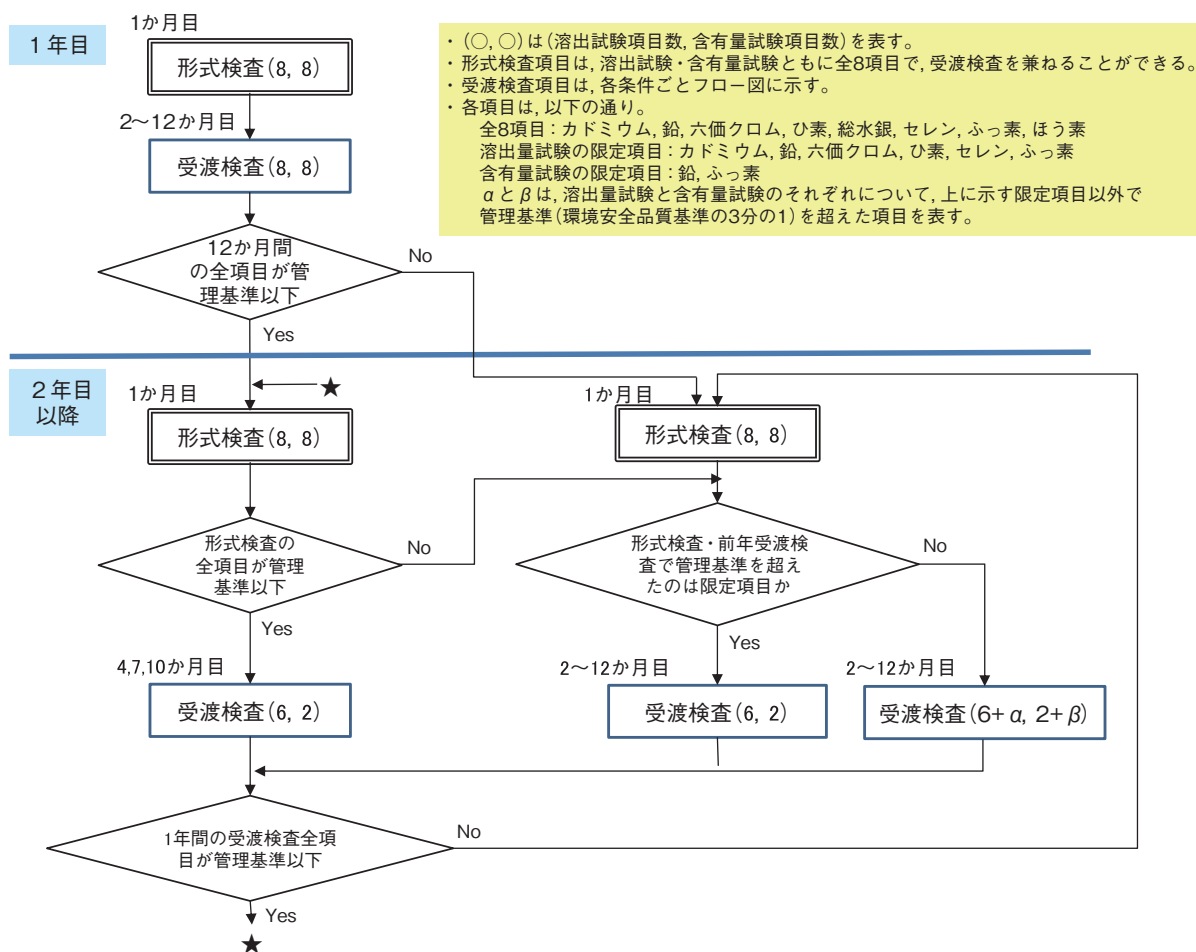 1年目
1か月目
形式検査(8, 8)
2～12か月目
受渡検査(8, 8)
12か月間
の全項目が管
理基準以下
No
Yes
・(○, ○)は(溶出試験項目数, 含有量試験項目数)を表す。
・形式検査項目は, 溶出試験・含有量試験ともに全8項目で, 受渡検査を兼ねることができる。
・受渡検査項目は, 各条件ごとフロー図に示す。
・各項目は, 以下の通り。
全8項目：カドミウム, 鉛, 六価クロム, ひ素, 総水銀, セレン, ふっ素, ほう素
溶出量試験の限定項目：カドミウム, 鉛, 六価クロム, ひ素, セレン, ふっ素
含有量試験の限定項目：鉛, ふっ素
αとβは, 溶出量試験と含有量試験のそれぞれについて, 上に示す限定項目以外で
管理基準(環境安全品質基準の3分の1)を超えた項目を表す。
2年目
以降
★
1か月目
形式検査(8, 8)
1か月目
形式検査(8, 8)
形式検査の
全項目が管理
基準以下
No
Yes
形式検査・前年受渡検
査で管理基準を超え
たのは限定項目か
No
Yes
4,7,10か月目
受渡検査(6, 2)
2～12か月目
受渡検査(6, 2)
2～12か月目
受渡検査(6+α, 2+β)
1年間の受渡検査全項
目が管理基準以下
No
Yes
★